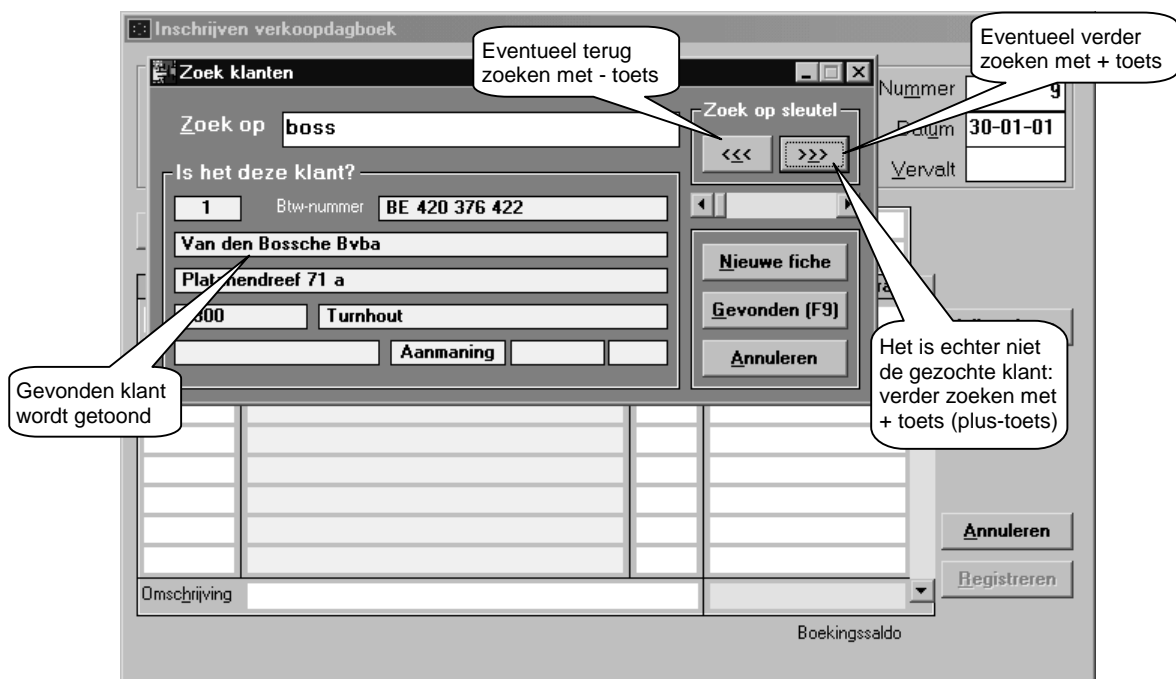 Inschrijven verkoopdagboek
Eventueel terug
zoeken met - toets
Eventueel verder
zoeken met + toets
Zoek klanten
Nummer
9
Zoek op
boss
Zoek op sleutel
Datum
30-01-01
<<<
>>>
Vervalt
Is het deze klant?
1
Btw-nummer
BE 420 376 422
Van den Bossche Bvba
Nieuwe fiche
71 a
Gevonden (F9)
Turnhout
Aanmaning
Annuleren
Het is echter niet
de gezochte klant:
verder zoeken met
+ toets (plus-toets)
Gevonden klant
wordt getoond
Annuleren
Registreren
Omschrijving
Boekingssaldo